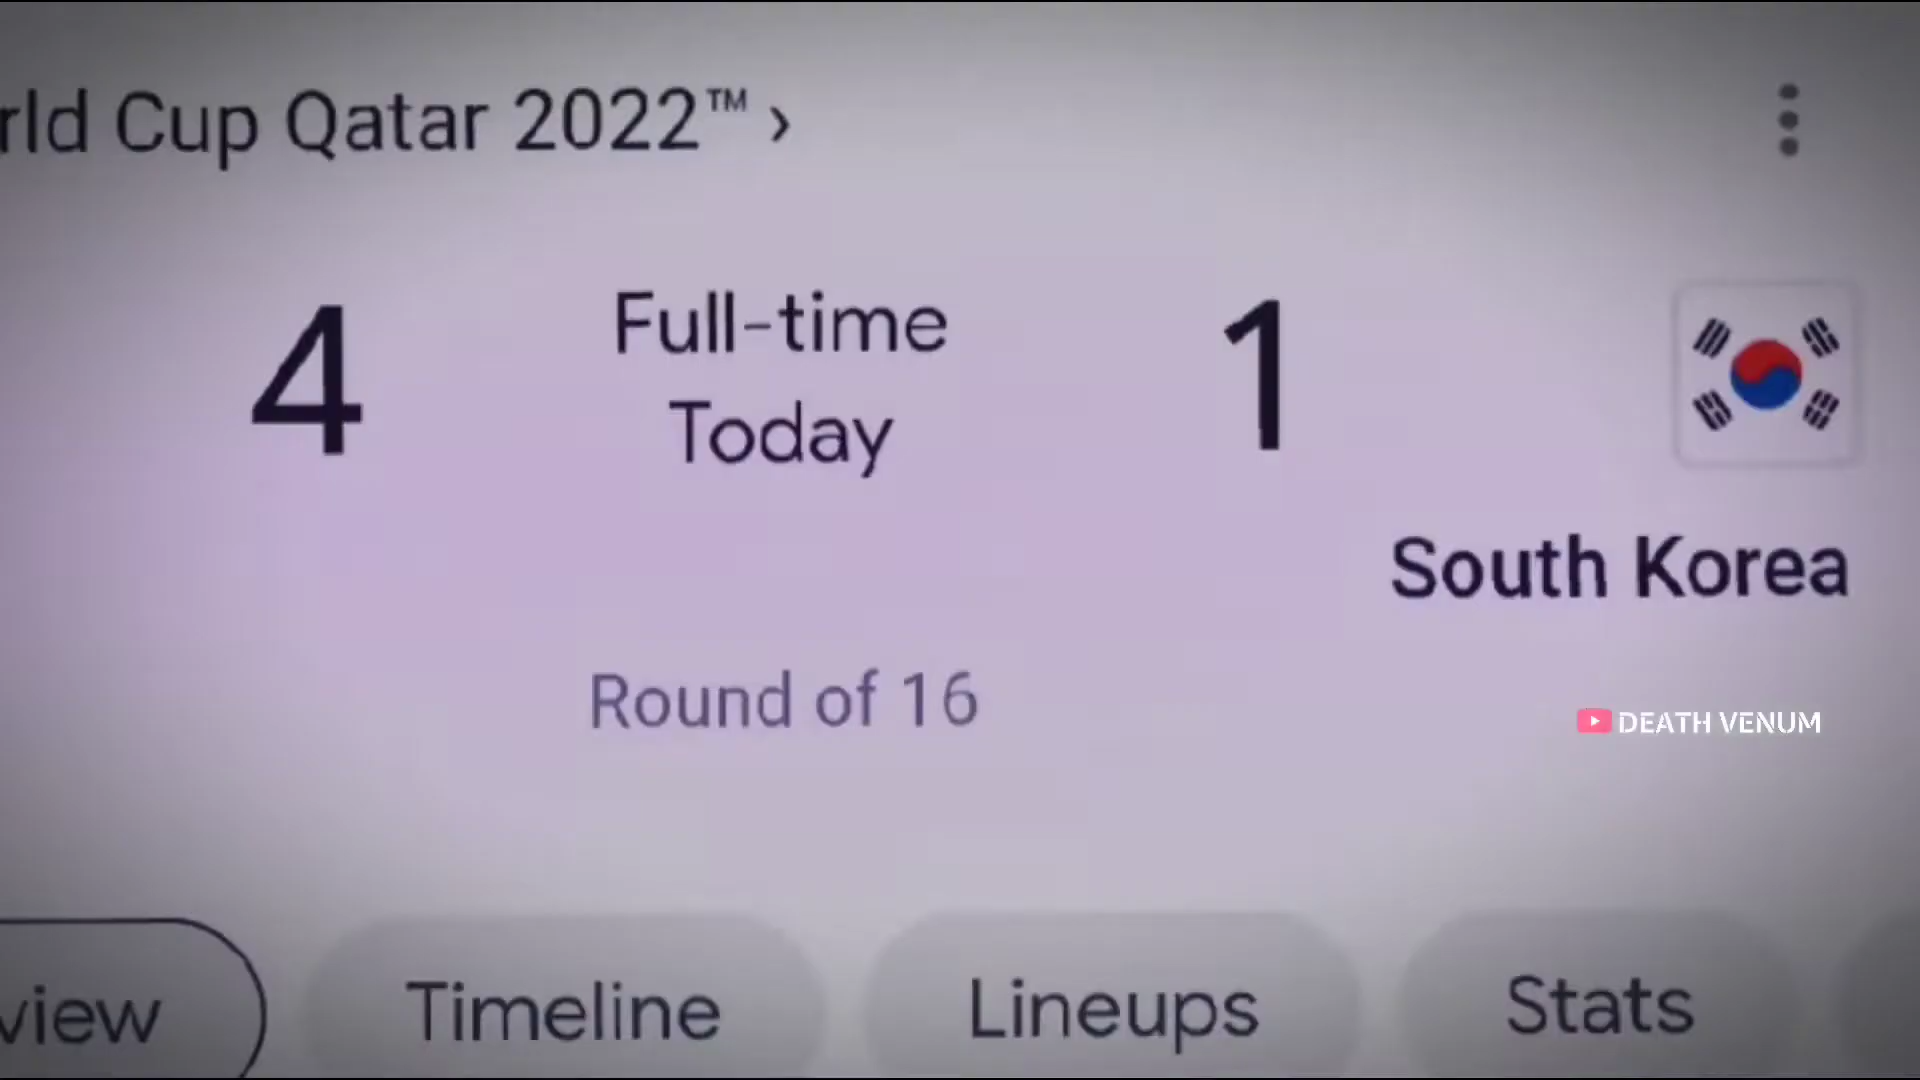 rld Cup Qatar 2022™ ›
4
Full-time
Today
1
South Korea
Round of 16
DEATH VENUM
view
Timeline
Lineups
Stats